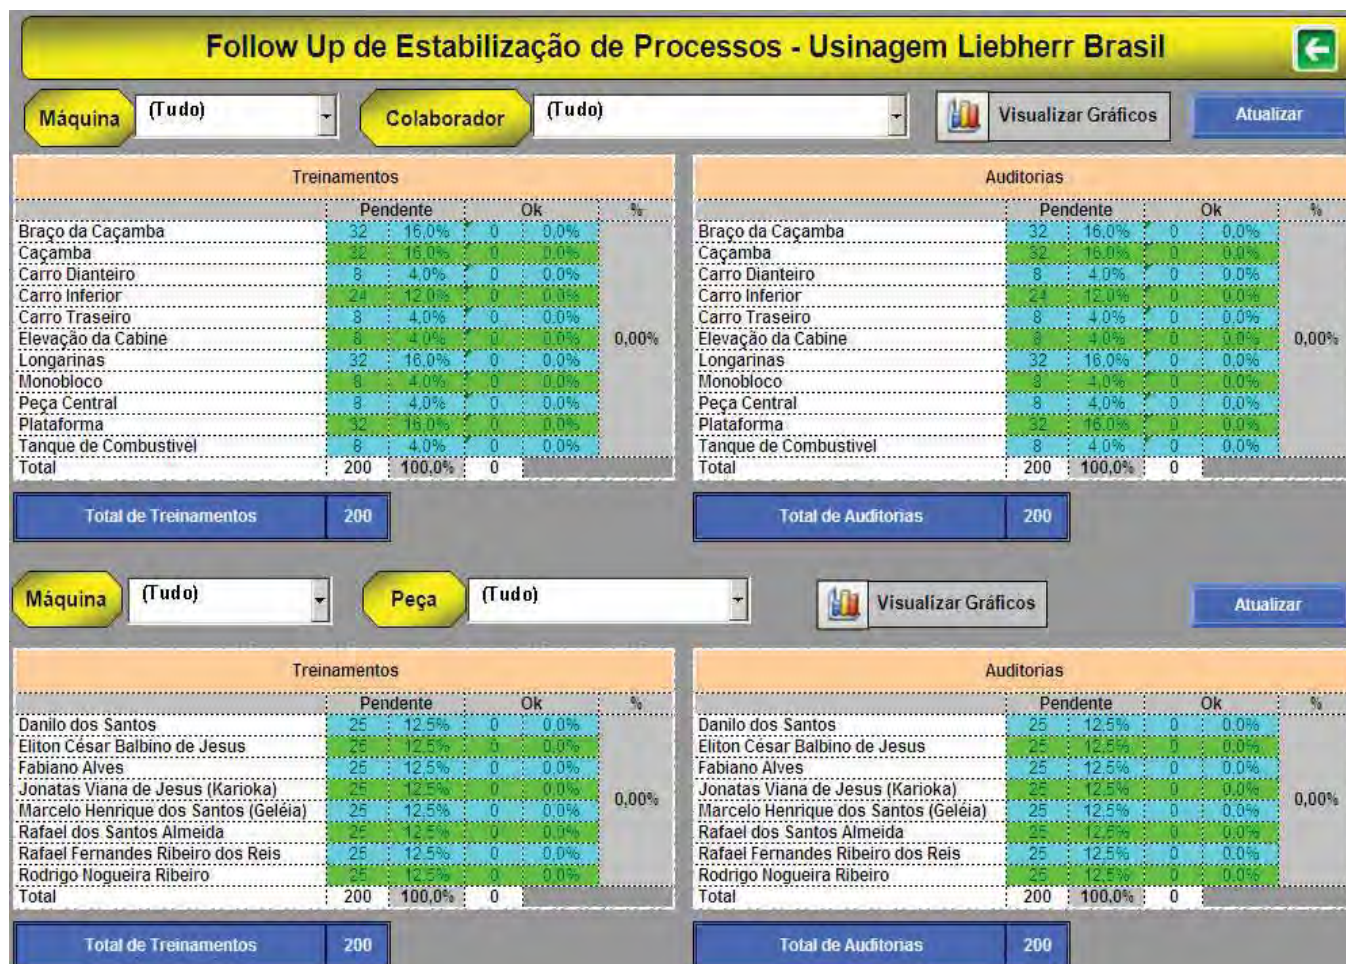 Follow Up de Estabilização de Processos - Usinagem Liebherr Brasil
Máquina (Tudo) Colaborador (Tudo) Visualizar Gráficos Atualizar
Treinamentos
Pendente Ok %
Braço da Caçamba 32 16,0% 0 0,0%
Caçamba 32 16,0% 0 0,0%
Carro Dianteiro 8 4,0% 0 0,0%
Carro Inferior 24 12,0% 0 0,0%
Carro Traseiro 8 4,0% 0 0,0%
Elevação da Cabine 8 4,0% 0 0,0% 0,00%
Longarinas 32 16,0% 0 0,0%
Monobloco 8 4,0% 0 0,0%
Peça Central 8 4,0% 0 0,0%
Plataforma 32 16,0% 0 0,0%
Tanque de Combustivel 8 4,0% 0 0,0%
Total 200 100,0% 0
Total de Treinamentos 200
Auditorias
Pendente Ok %
Braço da Caçamba 32 16,0% 0 0,0%
Caçamba 32 16,0% 0 0,0%
Carro Dianteiro 8 4,0% 0 0,0%
Carro Inferior 24 12,0% 0 0,0%
Carro Traseiro 8 4,0% 0 0,0%
Elevação da Cabine 8 4,0% 0 0,0% 0,00%
Longarinas 32 16,0% 0 0,0%
Monobloco 8 4,0% 0 0,0%
Peça Central 8 4,0% 0 0,0%
Plataforma 32 16,0% 0 0,0%
Tanque de Combustivel 8 4,0% 0 0,0%
Total 200 100,0% 0
Total de Auditorias 200
Máquina (Tudo) Peça (Tudo) Visualizar Gráficos Atualizar
Treinamentos
Pendente Ok %
Danilo dos Santos 25 12,5% 0 0,0%
Eliton César Balbino de Jesus 25 12,5% 0 0,0%
Fabiano Alves 25 12,5% 0 0,0%
Jonatas Viana de Jesus (Karioka) 25 12,5% 0 0,0% 0,00%
Marcelo Henrique dos Santos (Geléia) 25 12,5% 0 0,0%
Rafael dos Santos Almeida 25 12,5% 0 0,0%
Rafael Fernandes Ribeiro dos Reis 25 12,5% 0 0,0%
Rodrigo Nogueira Ribeiro 25 12,5% 0 0,0%
Total 200 100,0% 0
Total de Treinamentos 200
Auditorias
Pendente Ok %
Danilo dos Santos 25 12,5% 0 0,0%
Eliton César Balbino de Jesus 25 12,5% 0 0,0%
Fabiano Alves 25 12,5% 0 0,0%
Jonatas Viana de Jesus (Karioka) 25 12,5% 0 0,0% 0,00%
Marcelo Henrique dos Santos (Geléia) 25 12,5% 0 0,0%
Rafael dos Santos Almeida 25 12,5% 0 0,0%
Rafael Fernandes Ribeiro dos Reis 25 12,5% 0 0,0%
Rodrigo Nogueira Ribeiro 25 12,5% 0 0,0%
Total 200 100,0% 0
Total de Auditorias 200